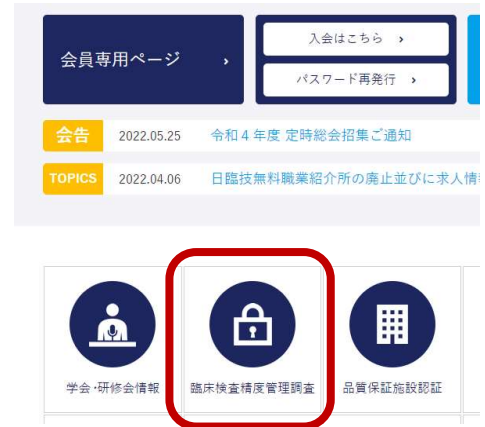 会員専用ページ
入会はこちら
パスワード再発行
会告 2022.05.25 令和４年度 定時総会招集ご通知
TOPICS 2022.04.06 日臨技無料職業紹介所の廃止並びに求人情
学会・研修会情報
臨床検査精度管理調査
品質保証施設認証